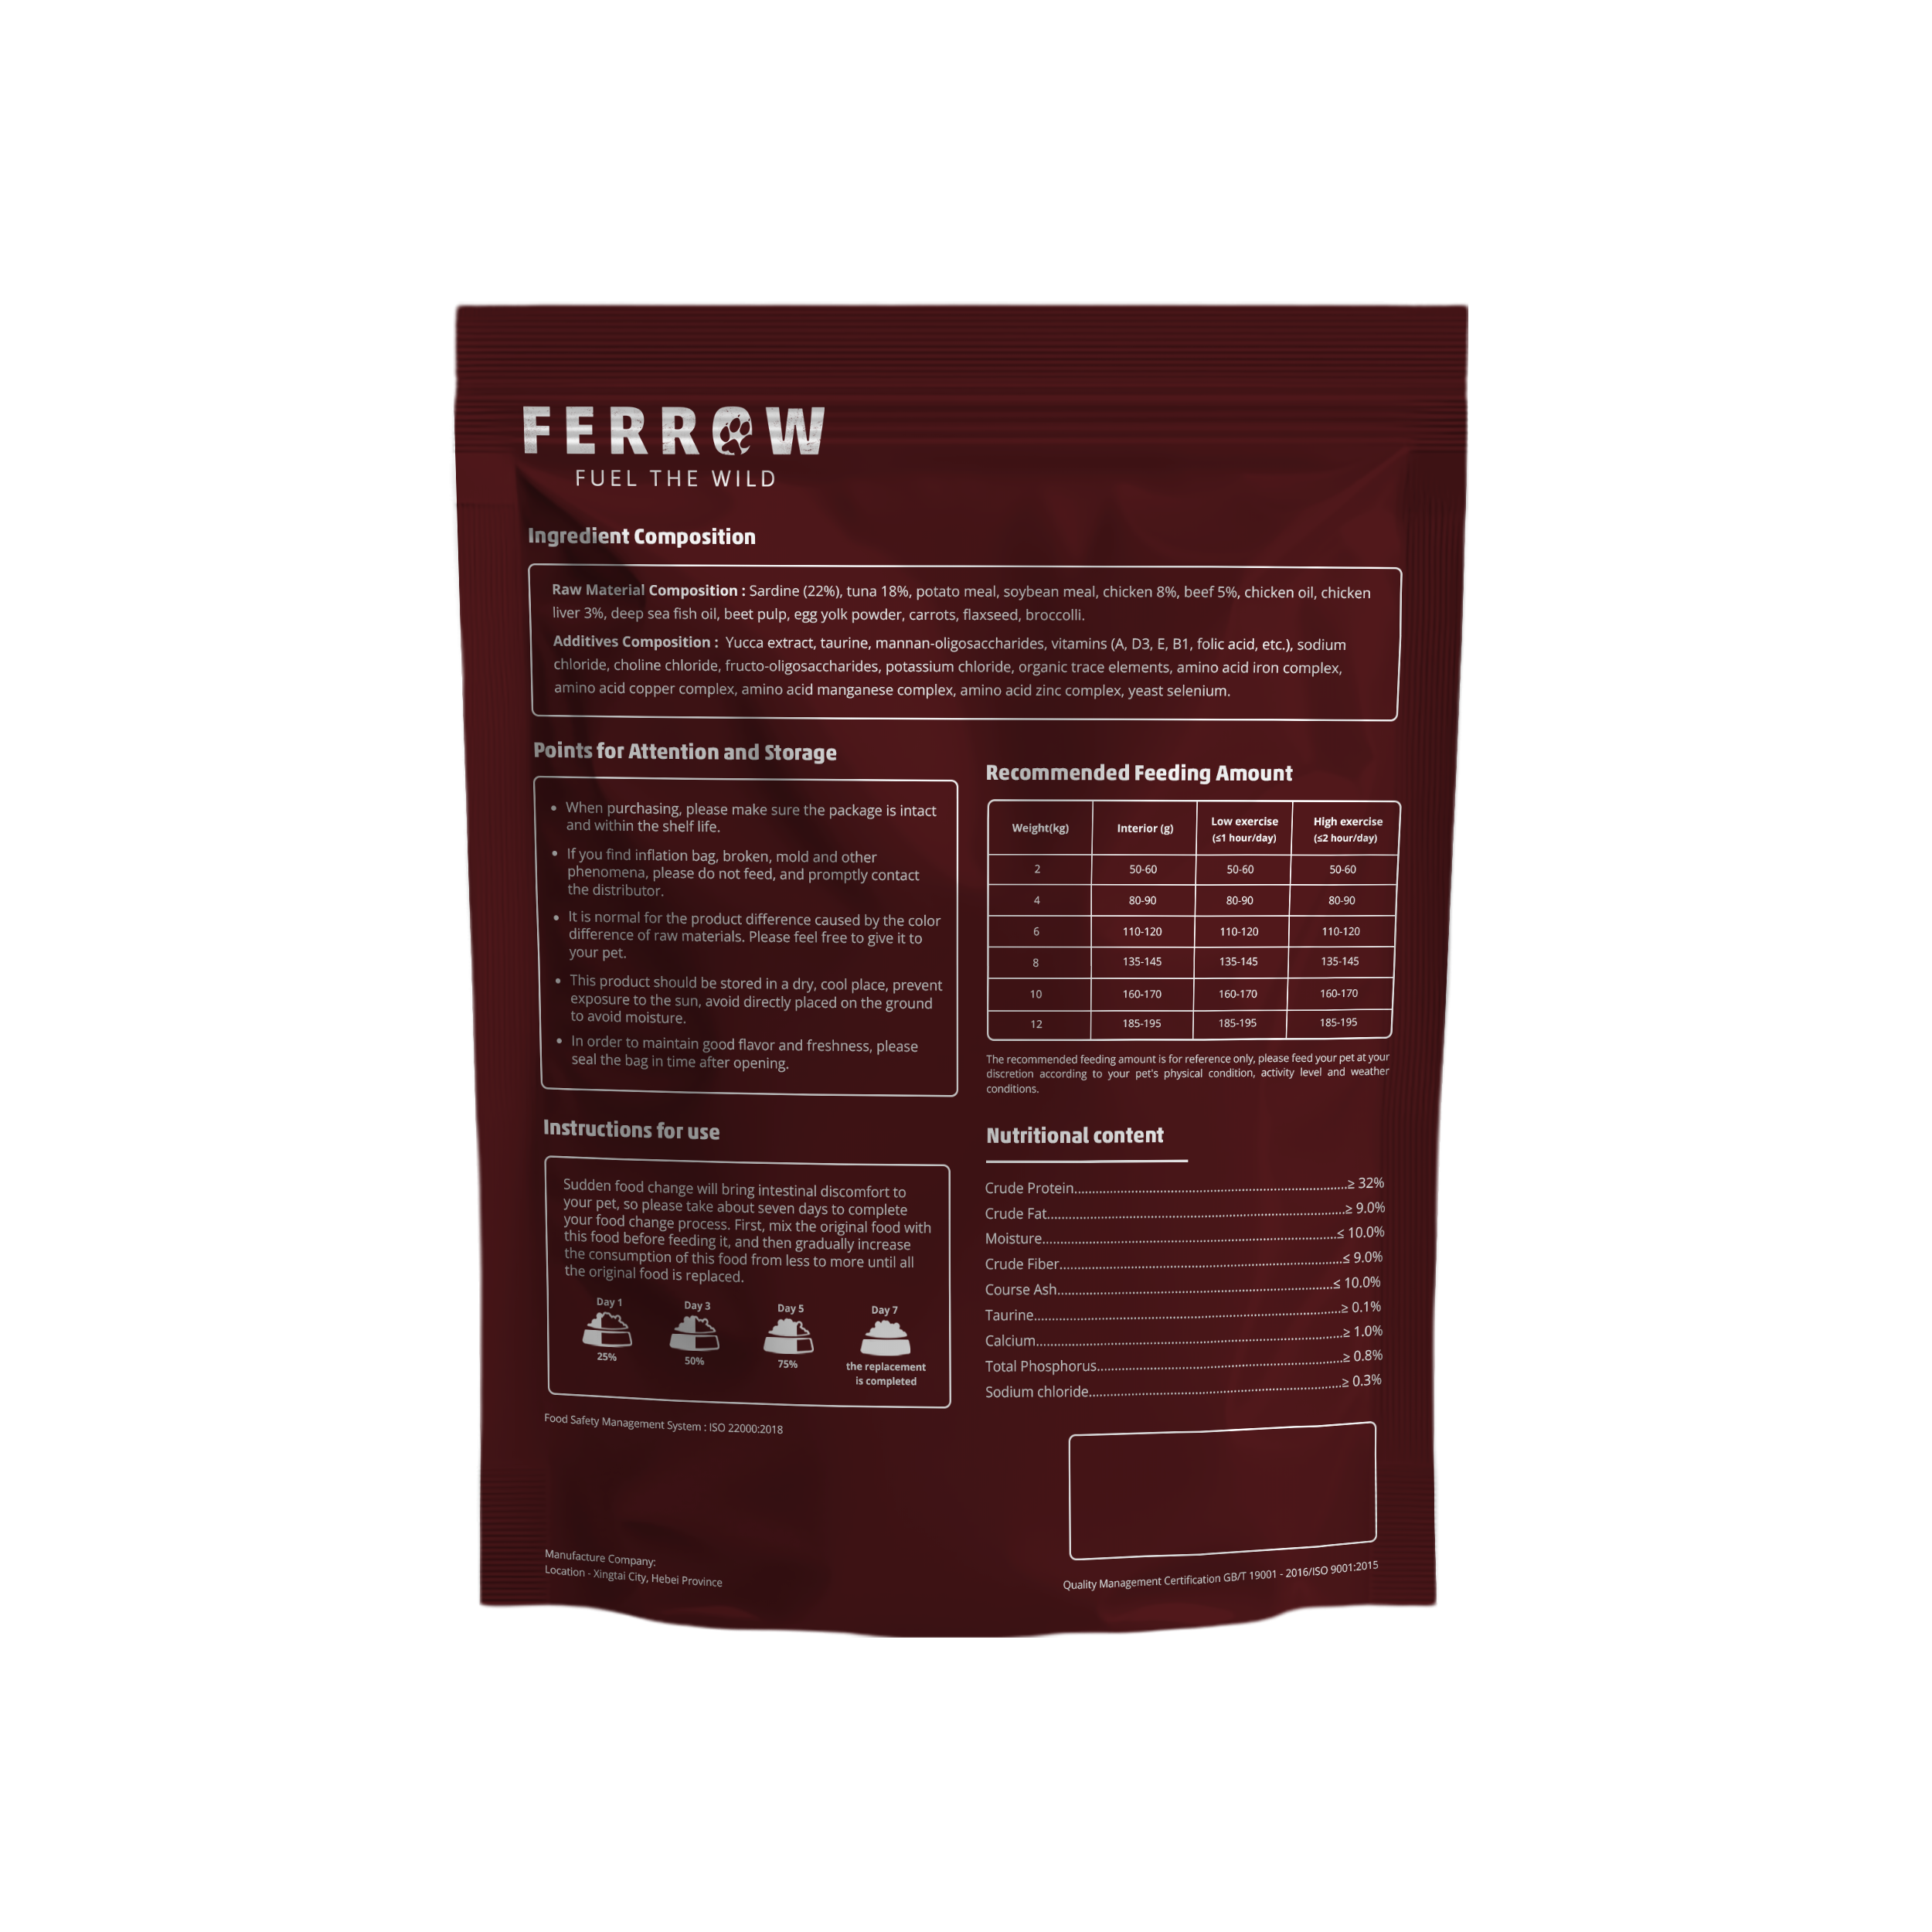 FERROW
FUEL THE WILD
Ingredient Composition
Raw Material Composition : Sardine (22%), tuna 18%, potato meal, soybean meal, chicken 8%, beef 5%, chicken oil, chicken
liver 3%, deep sea fish oil, beet pulp, egg yolk powder, carrots, flaxseed, broccolli.
Additives Composition : Yucca extract, taurine, mannan-oligosaccharides, vitamins (A, D3, E, B1, folic acid, etc.), sodium
chloride, choline chloride, fructo-oligosaccharides, potassium chloride, organic trace elements, amino acid iron complex,
amino acid copper complex, amino acid manganese complex, amino acid zinc complex, yeast selenium.
Points for Attention and Storage
• When purchasing, please make sure the package is intact
and within the shelf life.
• If you find inflation bag, broken, mold and other
phenomena, please do not feed, and promptly contact
the distributor.
• It is normal for the product difference caused by the color
difference of raw materials. Please feel free to give it to
your pet.
• This product should be stored in a dry, cool place, prevent
exposure to the sun, avoid directly placed on the ground
to avoid moisture.
• In order to maintain good flavor and freshness, please
seal the bag in time after opening.
Instructions for use
Sudden food change will bring intestinal discomfort to
your pet, so please take about seven days to complete
your food change process. First, mix the original food with
this food before feeding it, and then gradually increase
the consumption of this food from less to more until all
the original food is replaced.
Day 1 Day 3 Day 5 Day 7
25% 50% 75% the replacement
is completed
Food Safety Management System : ISO 22000:2018
Manufacture Company:
Location - Xingtai City, Hebei Province
Recommended Feeding Amount
Weight(kg) Interior (g) Low exercise (≤1 hour/day) High exercise (≤2 hour/day)
2 50-60 50-60 50-60
4 80-90 80-90 80-90
6 110-120 110-120 110-120
8 135-145 135-145 135-145
10 160-170 160-170 160-170
12 185-195 185-195 185-195
The recommended feeding amount is for reference only, please feed your pet at your
discretion according to your pet's physical condition, activity level and weather
conditions.
Nutritional content
Crude Protein...≥ 32%
Crude Fat...≥ 9.0%
Moisture...≤ 10.0%
Crude Fiber...≤ 9.0%
Course Ash...≤ 10.0%
Taurine...≥ 0.1%
Calcium...≥ 1.0%
Total Phosphorus...≥ 0.8%
Sodium chloride...≥ 0.3%
Quality Management Certification GB/T 19001 - 2016/ISO 9001:2015